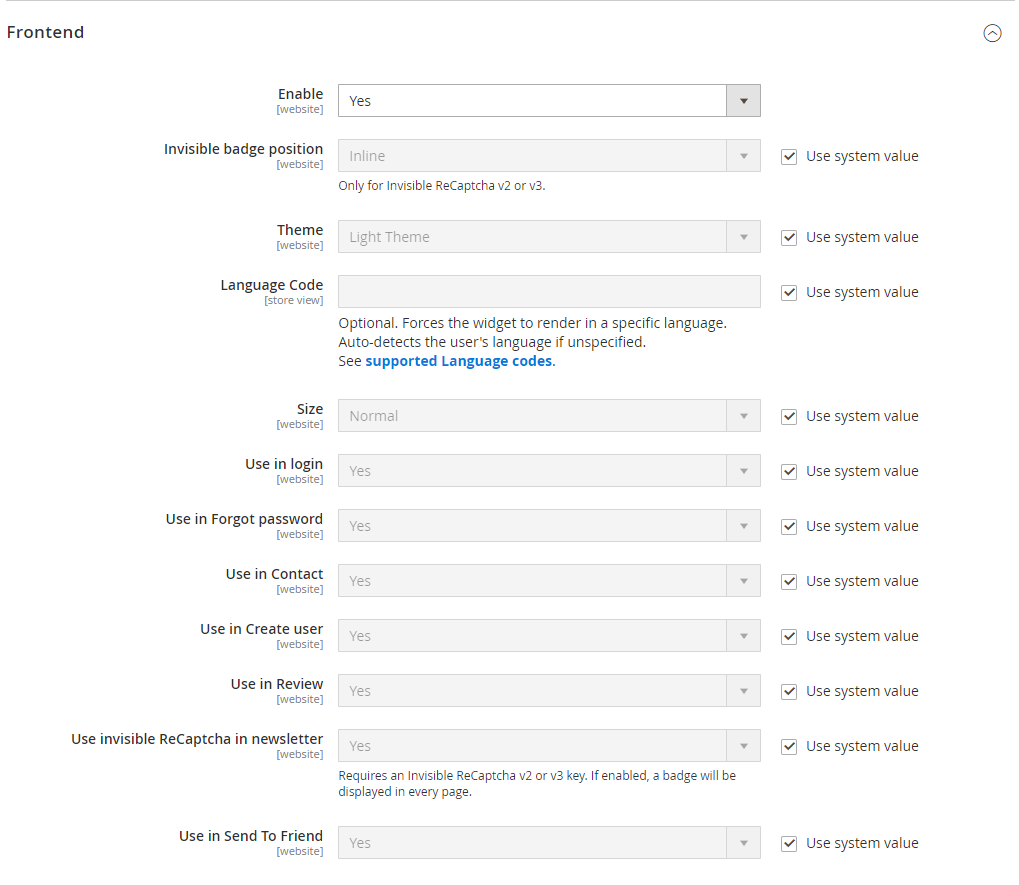 Frontend
Enable
[website]
Yes
Invisible badge position
[website]
Inline
Use system value
Only for Invisible ReCaptcha v2 or v3.
Theme
[website]
Light Theme
Use system value
Language Code
[store view]
Use system value
Optional. Forces the widget to render in a specific language.
Auto-detects the user's language if unspecified.
See supported Language codes.
Size
[website]
Normal
Use system value
Use in login
[website]
Yes
Use system value
Use in Forgot password
[website]
Yes
Use system value
Use in Contact
[website]
Yes
Use system value
Use in Create user
[website]
Yes
Use system value
Use in Review
[website]
Yes
Use system value
Use invisible ReCaptcha in newsletter
[website]
Yes
Use system value
Requires an Invisible ReCaptcha v2 or v3 key. If enabled, a badge will be
displayed in every page.
Use in Send To Friend
[website]
Yes
Use system value